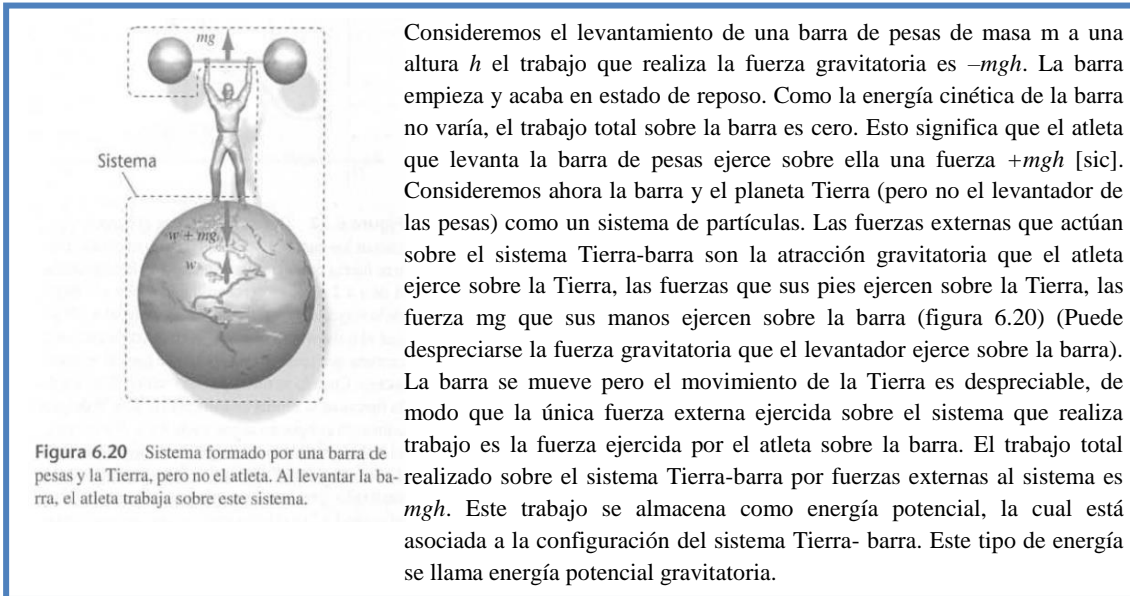 mg
Sistema
w + mg
w
Figura 6.20 Sistema formado por una barra de
pesas y la Tierra, pero no el atleta. Al levantar la ba-
rra, el atleta trabaja sobre este sistema.
Consideremos el levantamiento de una barra de pesas de masa m a una
altura h el trabajo que realiza la fuerza gravitatoria es –mgh. La barra
empieza y acaba en estado de reposo. Como la energía cinética de la barra
no varía, el trabajo total sobre la barra es cero. Esto significa que el atleta
que levanta la barra de pesas ejerce sobre ella una fuerza +mgh [sic].
Consideremos ahora la barra y el planeta Tierra (pero no el levantador de
las pesas) como un sistema de partículas. Las fuerzas externas que actúan
sobre el sistema Tierra-barra son la atracción gravitatoria que el atleta
ejerce sobre la Tierra, las fuerzas que sus pies ejercen sobre la Tierra, las
fuerza mg que sus manos ejercen sobre la barra (figura 6.20) (Puede
despreciarse la fuerza gravitatoria que el levantador ejerce sobre la barra).
La barra se mueve pero el movimiento de la Tierra es despreciable, de
modo que la única fuerza externa ejercida sobre el sistema que realiza
trabajo es la fuerza ejercida por el atleta sobre la barra. El trabajo total
realizado sobre el sistema Tierra-barra por fuerzas externas al sistema es
mgh. Este trabajo se almacena como energía potencial, la cual está
asociada a la configuración del sistema Tierra- barra. Este tipo de energía
se llama energía potencial gravitatoria.